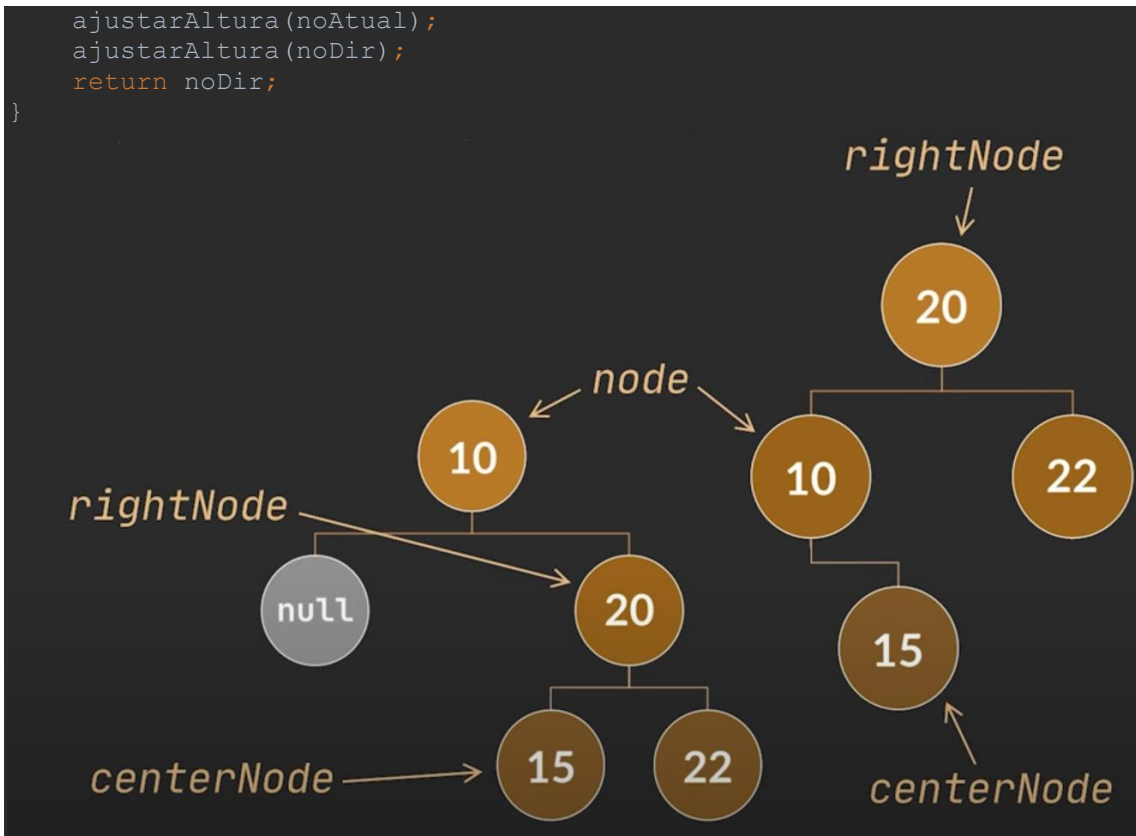 ajustarAltura(noAtual);
ajustarAltura(noDir);
return noDir;
}
rightNode
20
node
10
10
22
rightNode
null
20
15
15
22
centerNode
centerNode